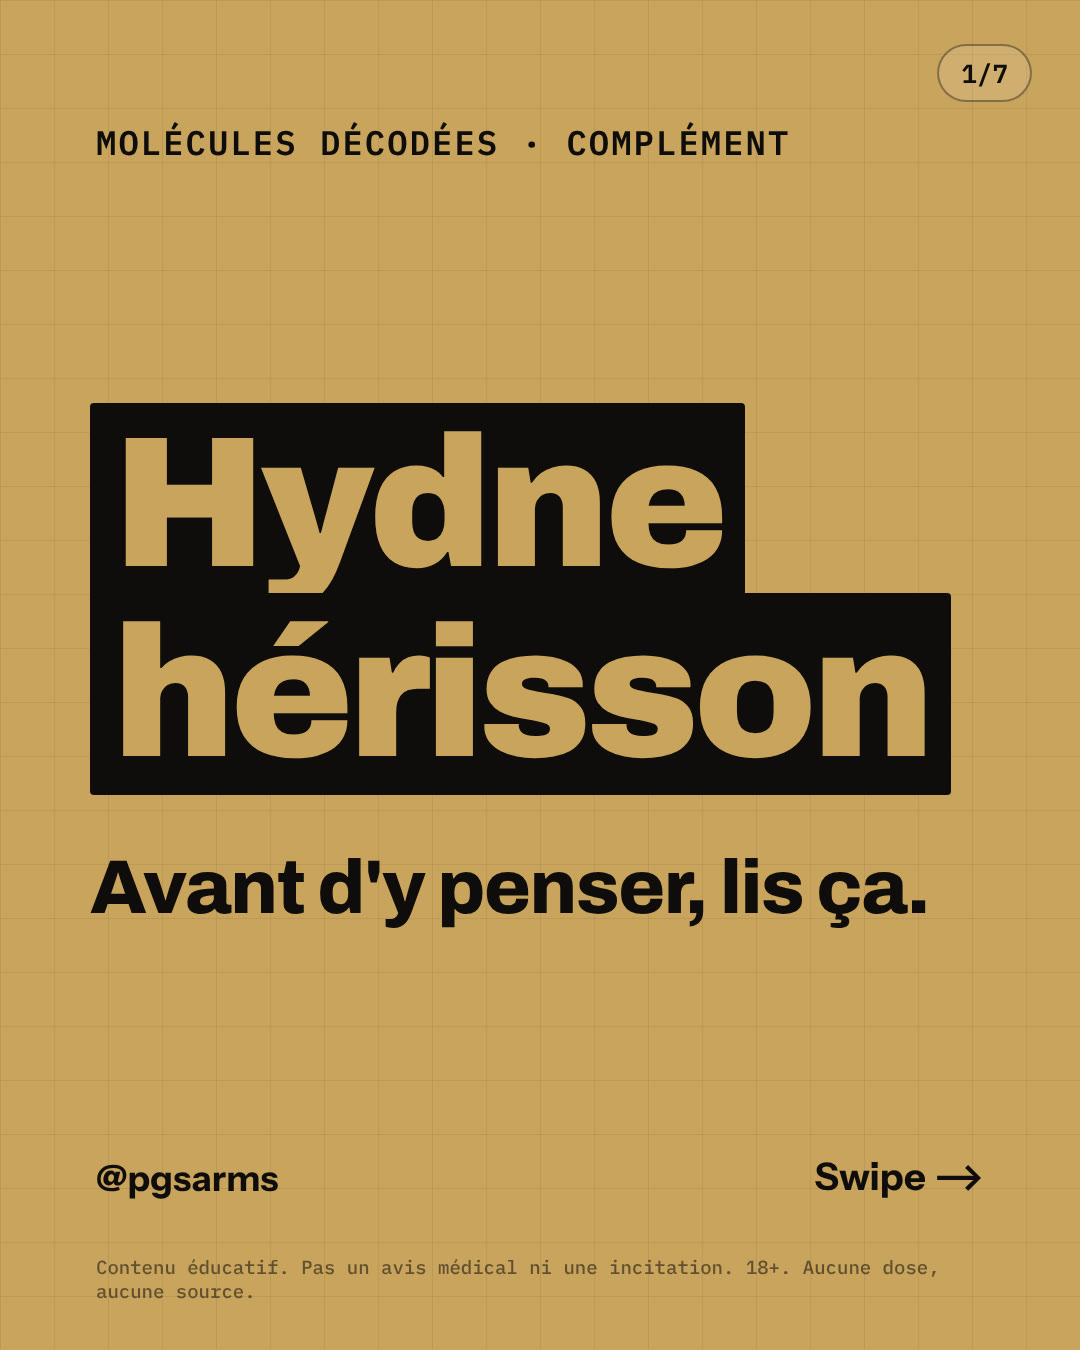 1/7
MOLÉCULES DÉCODÉES · COMPLÉMENT
Hydne
hérisson
Avant d'y penser, lis ça.
@pgsarms
Swipe →
Contenu éducatif. Pas un avis médical ni une incitation. 18+. Aucune dose,
aucune source.